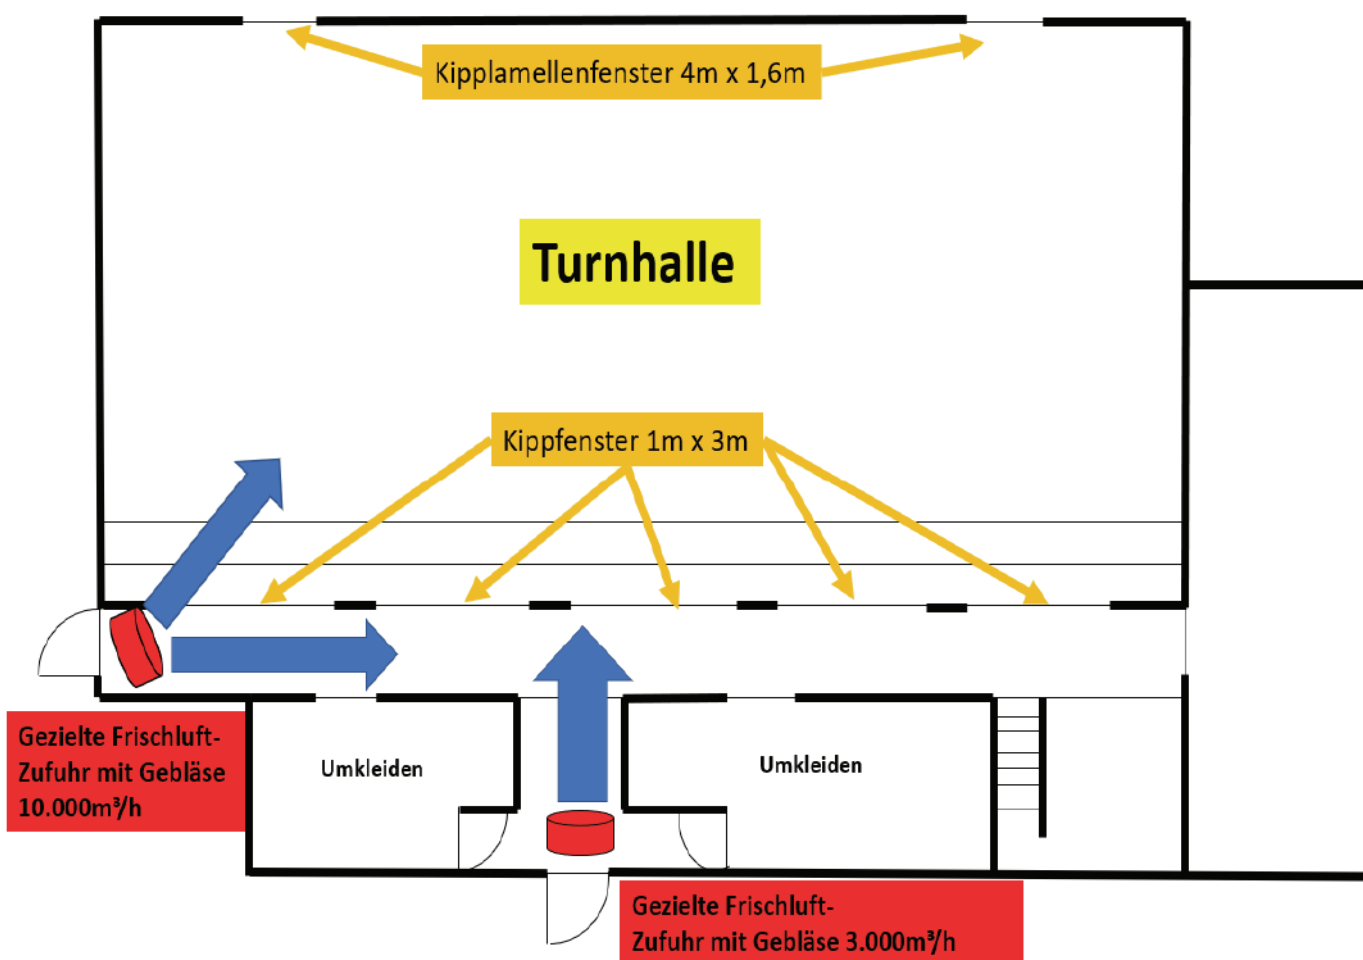 Kipplamellenfenster 4m x 1,6m
Turnhalle
Kippfenster 1m x 3m
Gezielte Frischluft-
Zufuhr mit Gebläse
10.000m³/h
Umkleiden
Umkleiden
Gezielte Frischluft-
Zufuhr mit Gebläse 3.000m³/h